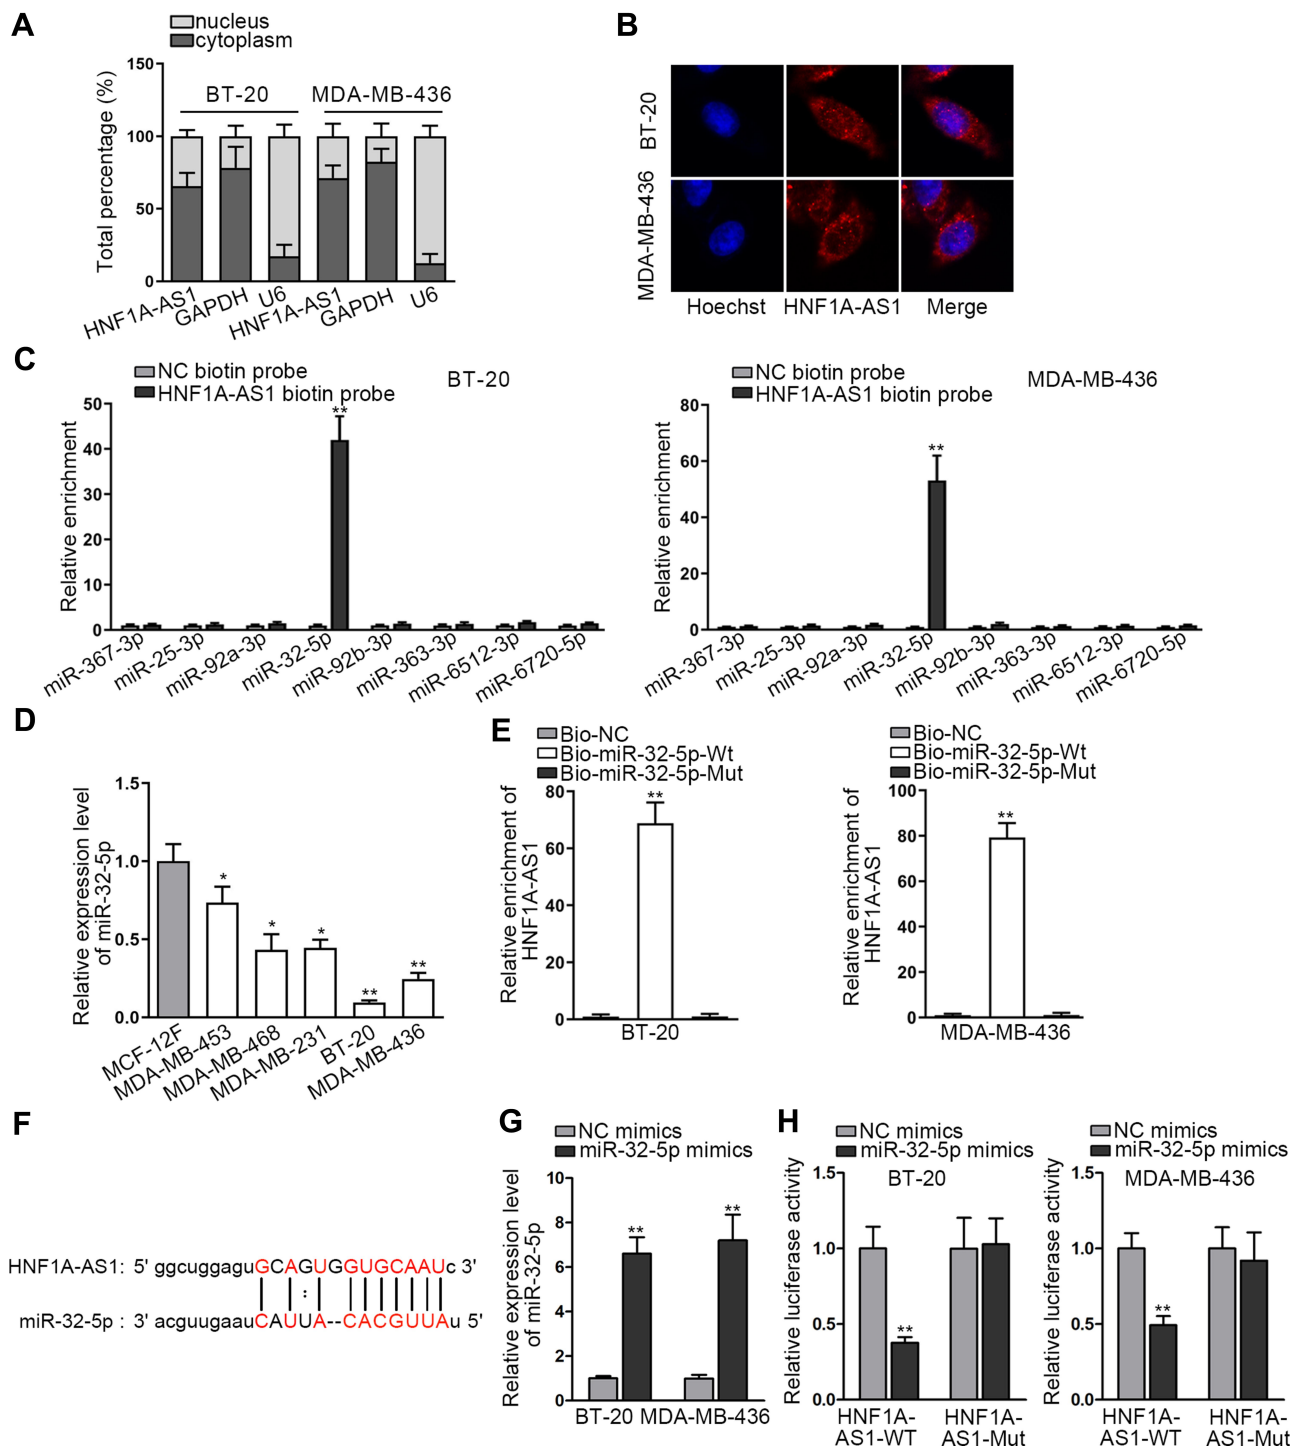 A
nucleus
cytoplasm
150
100
50
0
Total percentage (%)
BT-20
MDA-MB-436
HNF1A-AS1
GAPDH
U6
HNF1A-AS1
GAPDH
U6
B
BT-20
MDA-MB-436
Hoechst
HNF1A-AS1
Merge
C
NC biotin probe
HNF1A-AS1 biotin probe
BT-20
Relative enrichment
50
40
30
20
10
0
**
miR-367-3p
miR-25-3p
miR-92a-3p
miR-32-5p
miR-92b-3p
miR-363-3p
miR-6512-3p
miR-6720-5p
NC biotin probe
HNF1A-AS1 biotin probe
MDA-MB-436
Relative enrichment
80
60
40
20
0
**
miR-367-3p
miR-25-3p
miR-92a-3p
miR-32-5p
miR-92b-3p
miR-363-3p
miR-6512-3p
miR-6720-5p
D
Relative expression level
of miR-32-5p
1.5
1.0
0.5
0.0
*
*
*
**
**
MCF-12F
MDA-MB-453
MDA-MB-468
MDA-MB-231
BT-20
MDA-MB-436
E
Bio-NC
Bio-miR-32-5p-Wt
Bio-miR-32-5p-Mut
Relative enrichment of
HNF1A-AS1
80
60
40
20
0
**
BT-20
Bio-NC
Bio-miR-32-5p-Wt
Bio-miR-32-5p-Mut
Relative enrichment of
HNF1A-AS1
100
80
60
40
20
0
**
MDA-MB-436
F
HNF1A-AS1: 5' ggcuggaguGCAGUGGUGCAAUc 3'
:
miR-32-5p : 3' acguugaauCAUUA--CACGUUAu 5'
G
NC mimics
miR-32-5p mimics
Relative expression level
of miR-32-5p
10
8
6
4
2
0
**
**
BT-20 MDA-MB-436
H
NC mimics
miR-32-5p mimics
BT-20
Relative luciferase activity
1.5
1.0
0.5
0.0
**
HNF1A-
AS1-WT
HNF1A-
AS1-Mut
NC mimics
miR-32-5p mimics
MDA-MB-436
Relative luciferase activity
1.5
1.0
0.5
0.0
**
HNF1A-
AS1-WT
HNF1A-
AS1-Mut